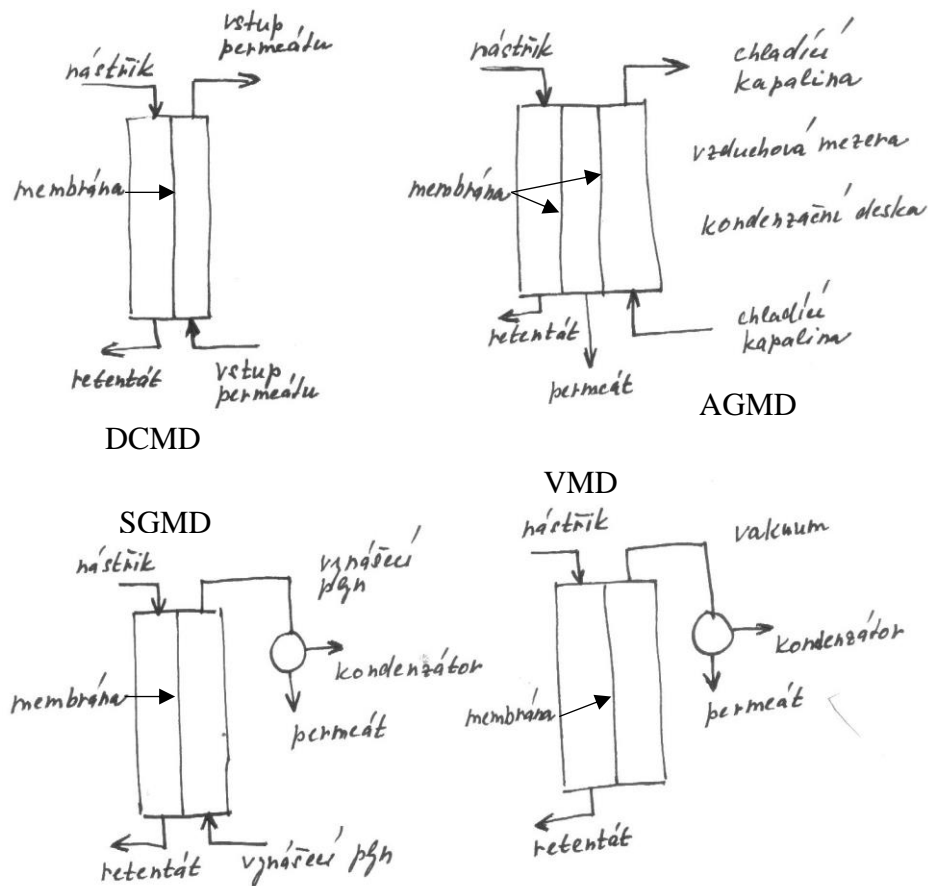 vstup
permeátu
nástřik
membrána
retentát
vstup
permeátu
DCMD
nástřik
chladící
kapalina
vzduchová mezera
membrána
kondenzační deska
retentát
chladící
kapalina
permeát
AGMD
SGMD
nástřik
vynášecí
plyn
kondenzátor
membrána
permeát
retentát
vynášecí plyn
VMD
nástřik
vakuum
kondenzátor
membrána
permeát
retentát